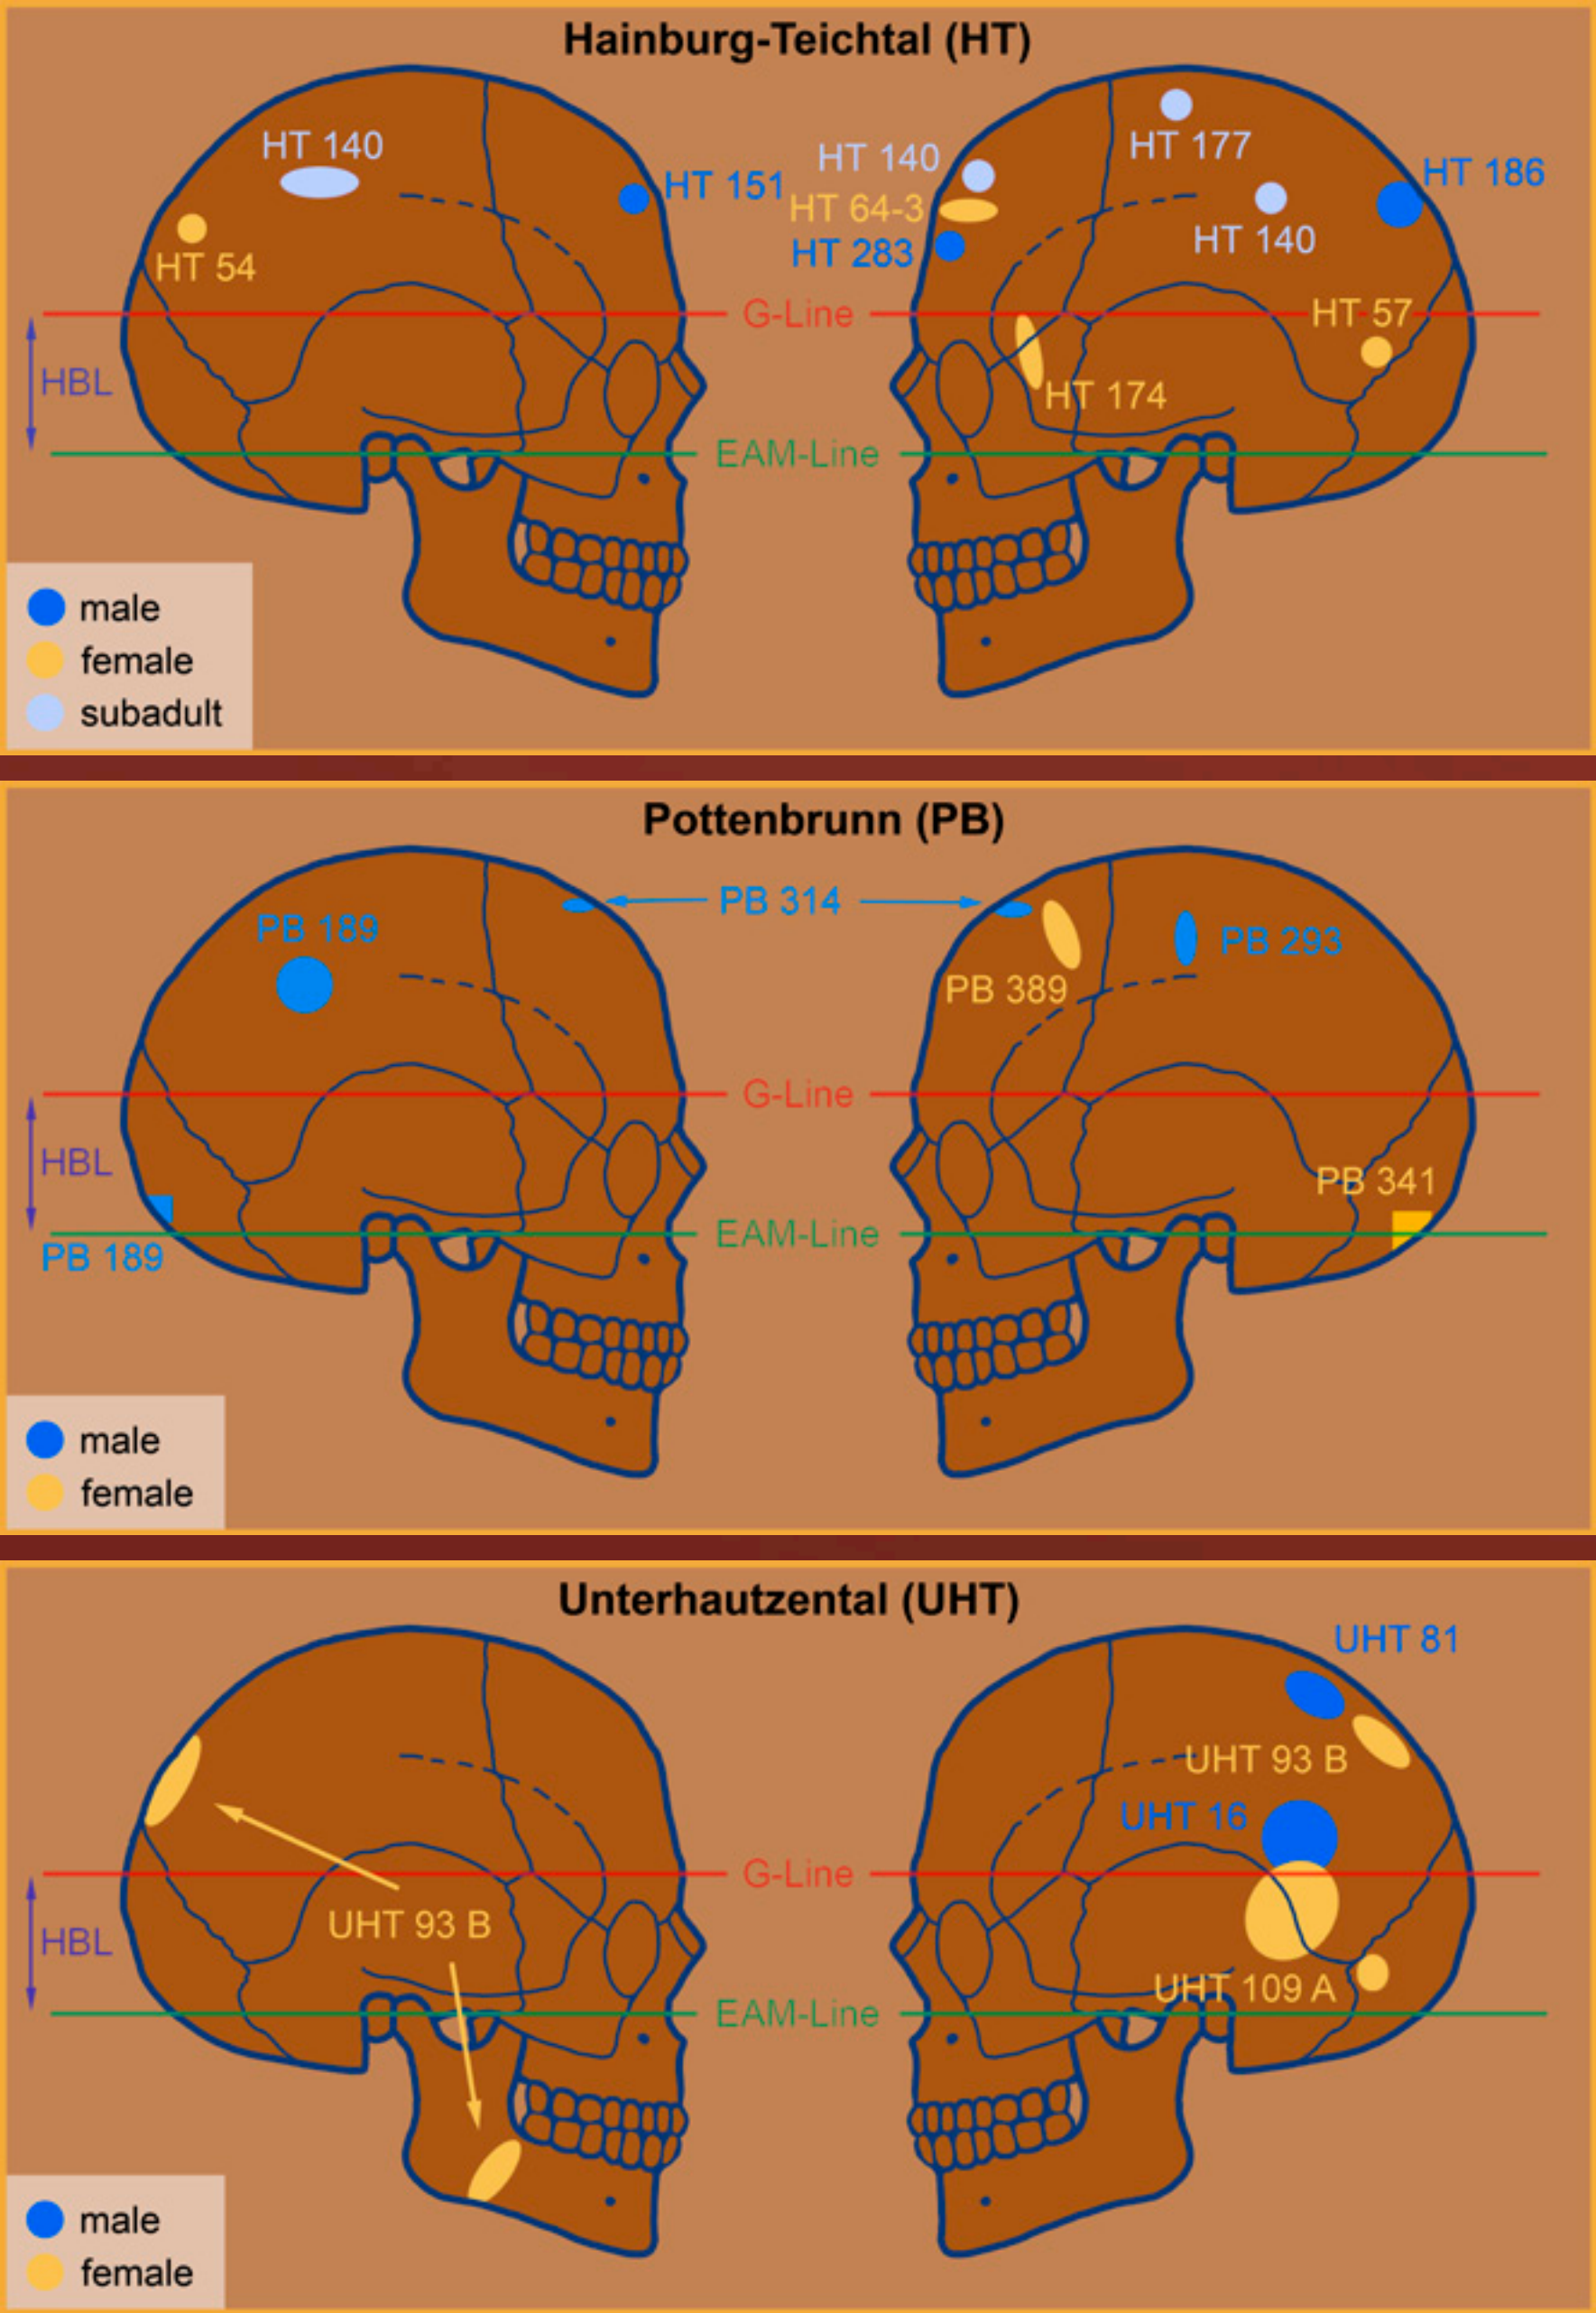 Hainburg-Teichtal (HT)
HT 140
HT 151
HT 54
HT 177
HT 140
HT 186
HT 64-3
HT 283
HT 140
G-Line
HT 57
HBL
HT 174
EAM-Line
male
female
subadult
Pottenbrunn (PB)
PB 314
PB 189
PB 293
PB 389
G-Line
HBL
PB 341
EAM-Line
PB 189
male
female
Unterhautzental (UHT)
UHT 81
UHT 93 B
UHT 16
G-Line
UHT 93 B
HBL
UHT 109 A
EAM-Line
male
female